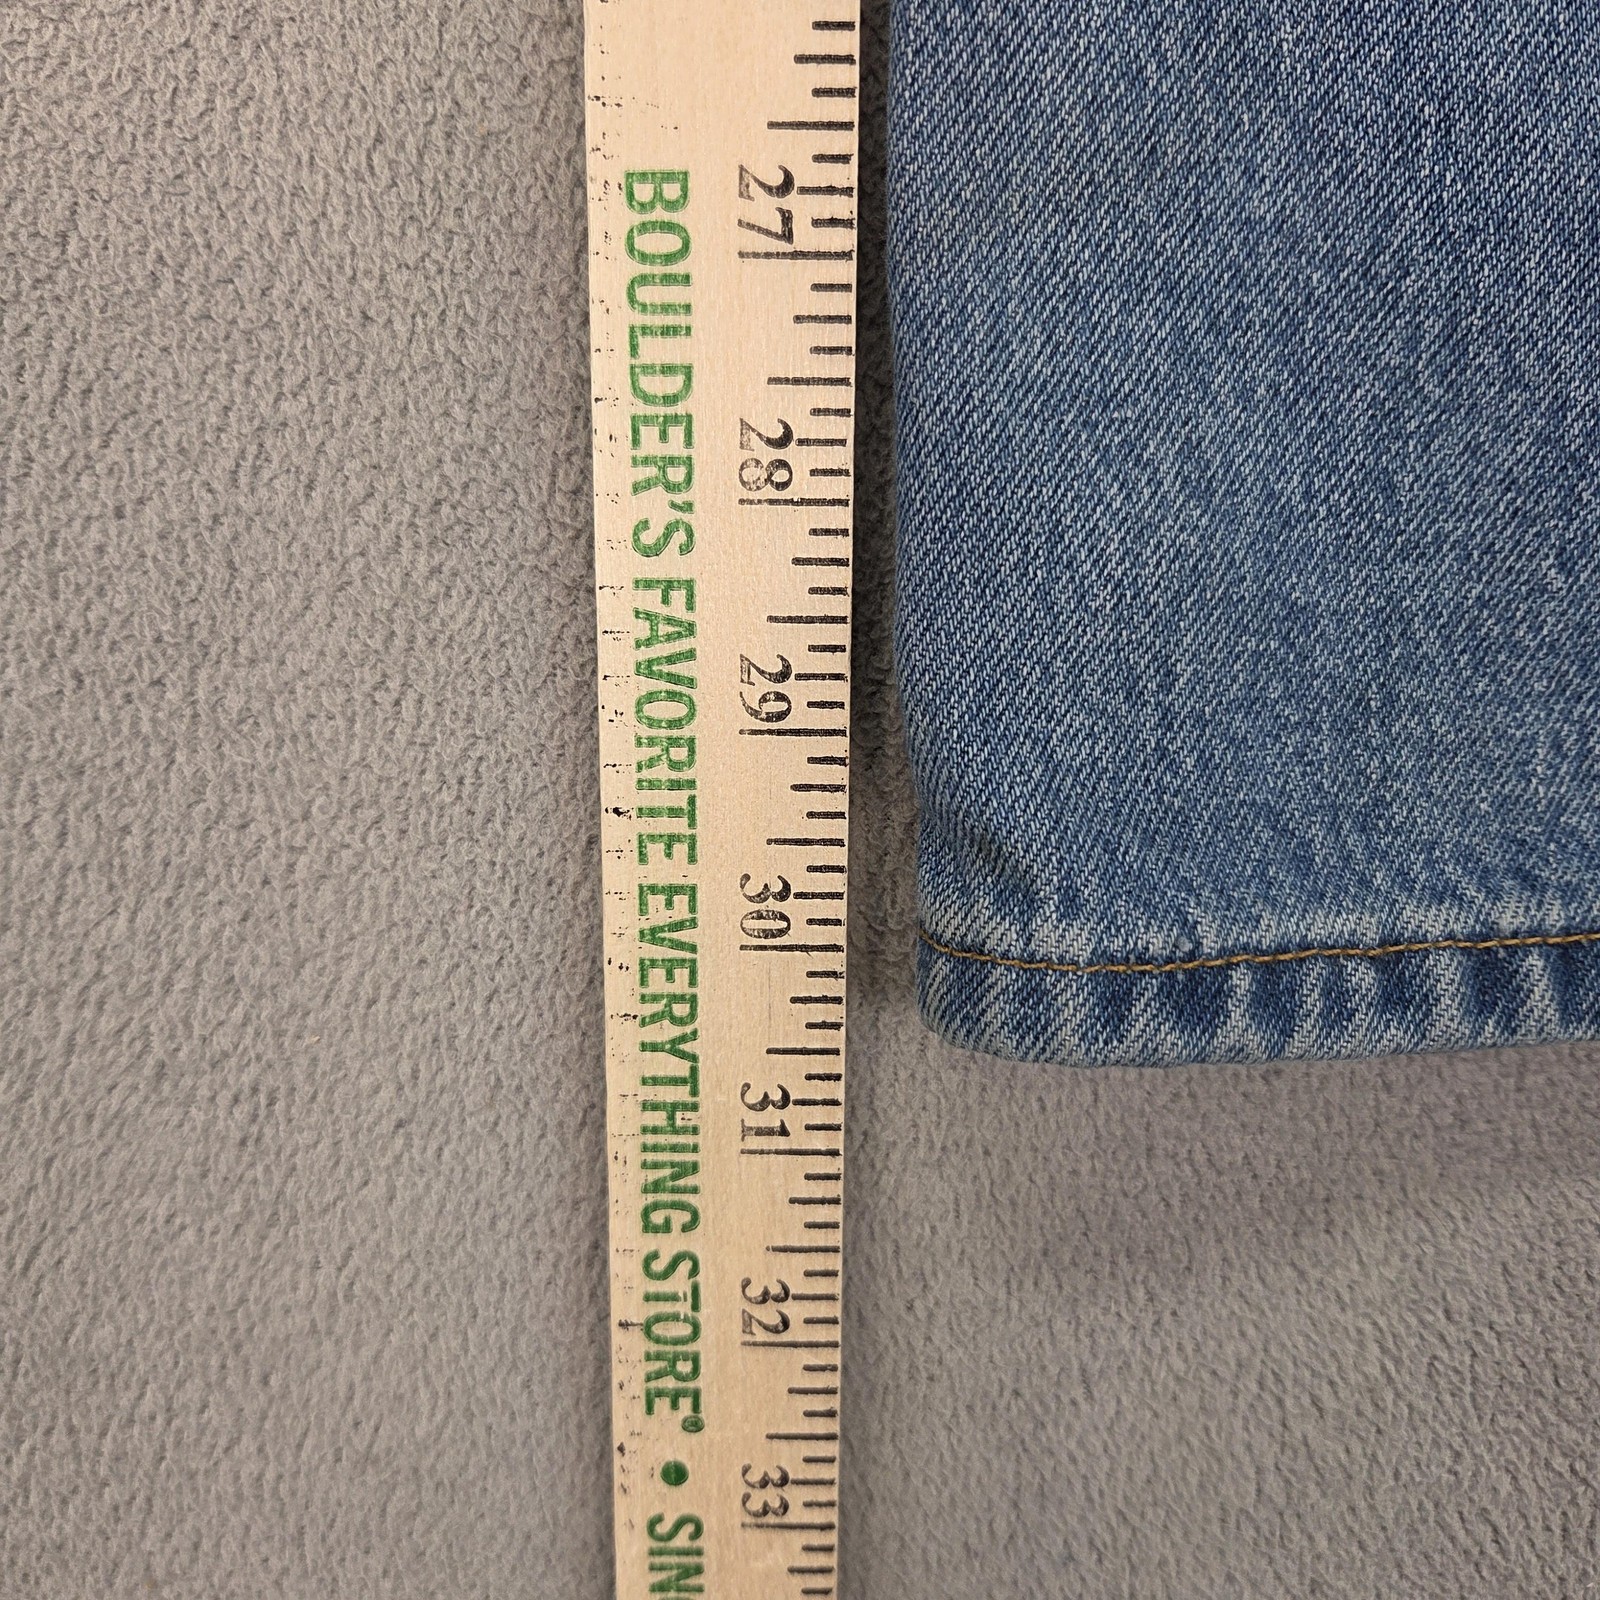 BOULDER'S FAVORITE EVERYTHING STORE® • SIN
27 28 29 30 31 32 33